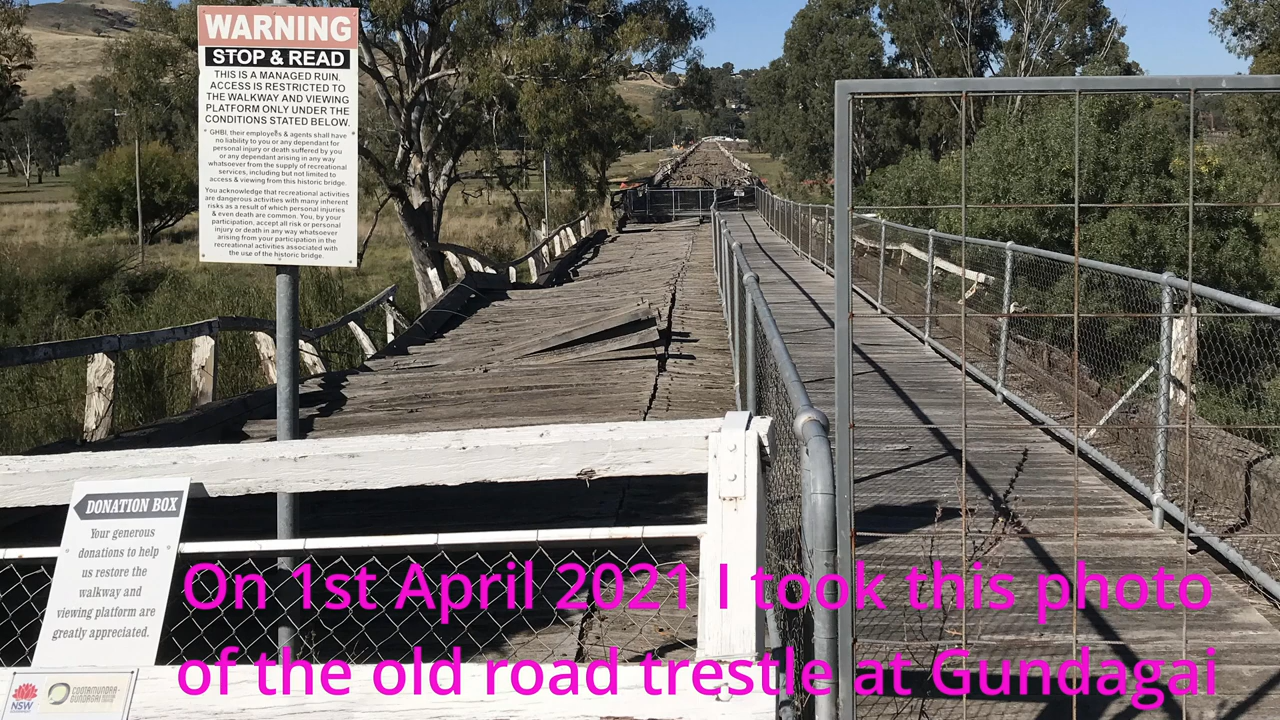 WARNING
STOP & READ
THIS IS A MANAGED RUIN.
ACCESS IS RESTRICTED TO
THE WALKWAY AND VIEWING
PLATFORM ONLY UNDER THE
CONDITIONS STATED BELOW.
GHBI, their employees & agents shall have
no liability to you or any dependant for
personal injury or death suffered by you
or any dependant arising in any way
whatsoever from the supply of recreational
services, including but not limited to
access & viewing from this historic bridge.
You acknowledge that recreational activities
are dangerous activities with many inherent
risks as a result of which personal injuries
& even death are common. You, by your
participation, accept all risk or personal
injury or death in any way whatsoever
arising from your participation in the
recreational activities associated with
the use of the historic bridge.
DONATION BOX
Your generous
donations to help
us restore the
walkway and
viewing platform are
greatly appreciated.
NSW
COOTAMUNDRA-
GUNDAGAI
On 1st April 2021 I took this photo
of the old road trestle at Gundagai